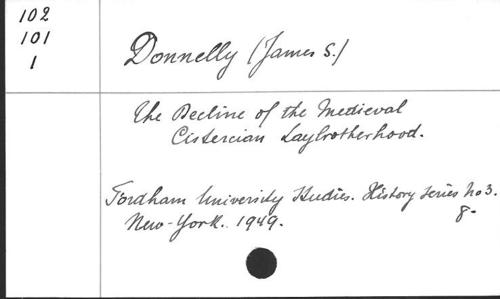 102
101
1
Donnelly (James S.)
The Decline of the Medieval
Cistercian Laybrotherhood.
Fordham University Studies. History Series No 3.
New-York. 1949. 8-